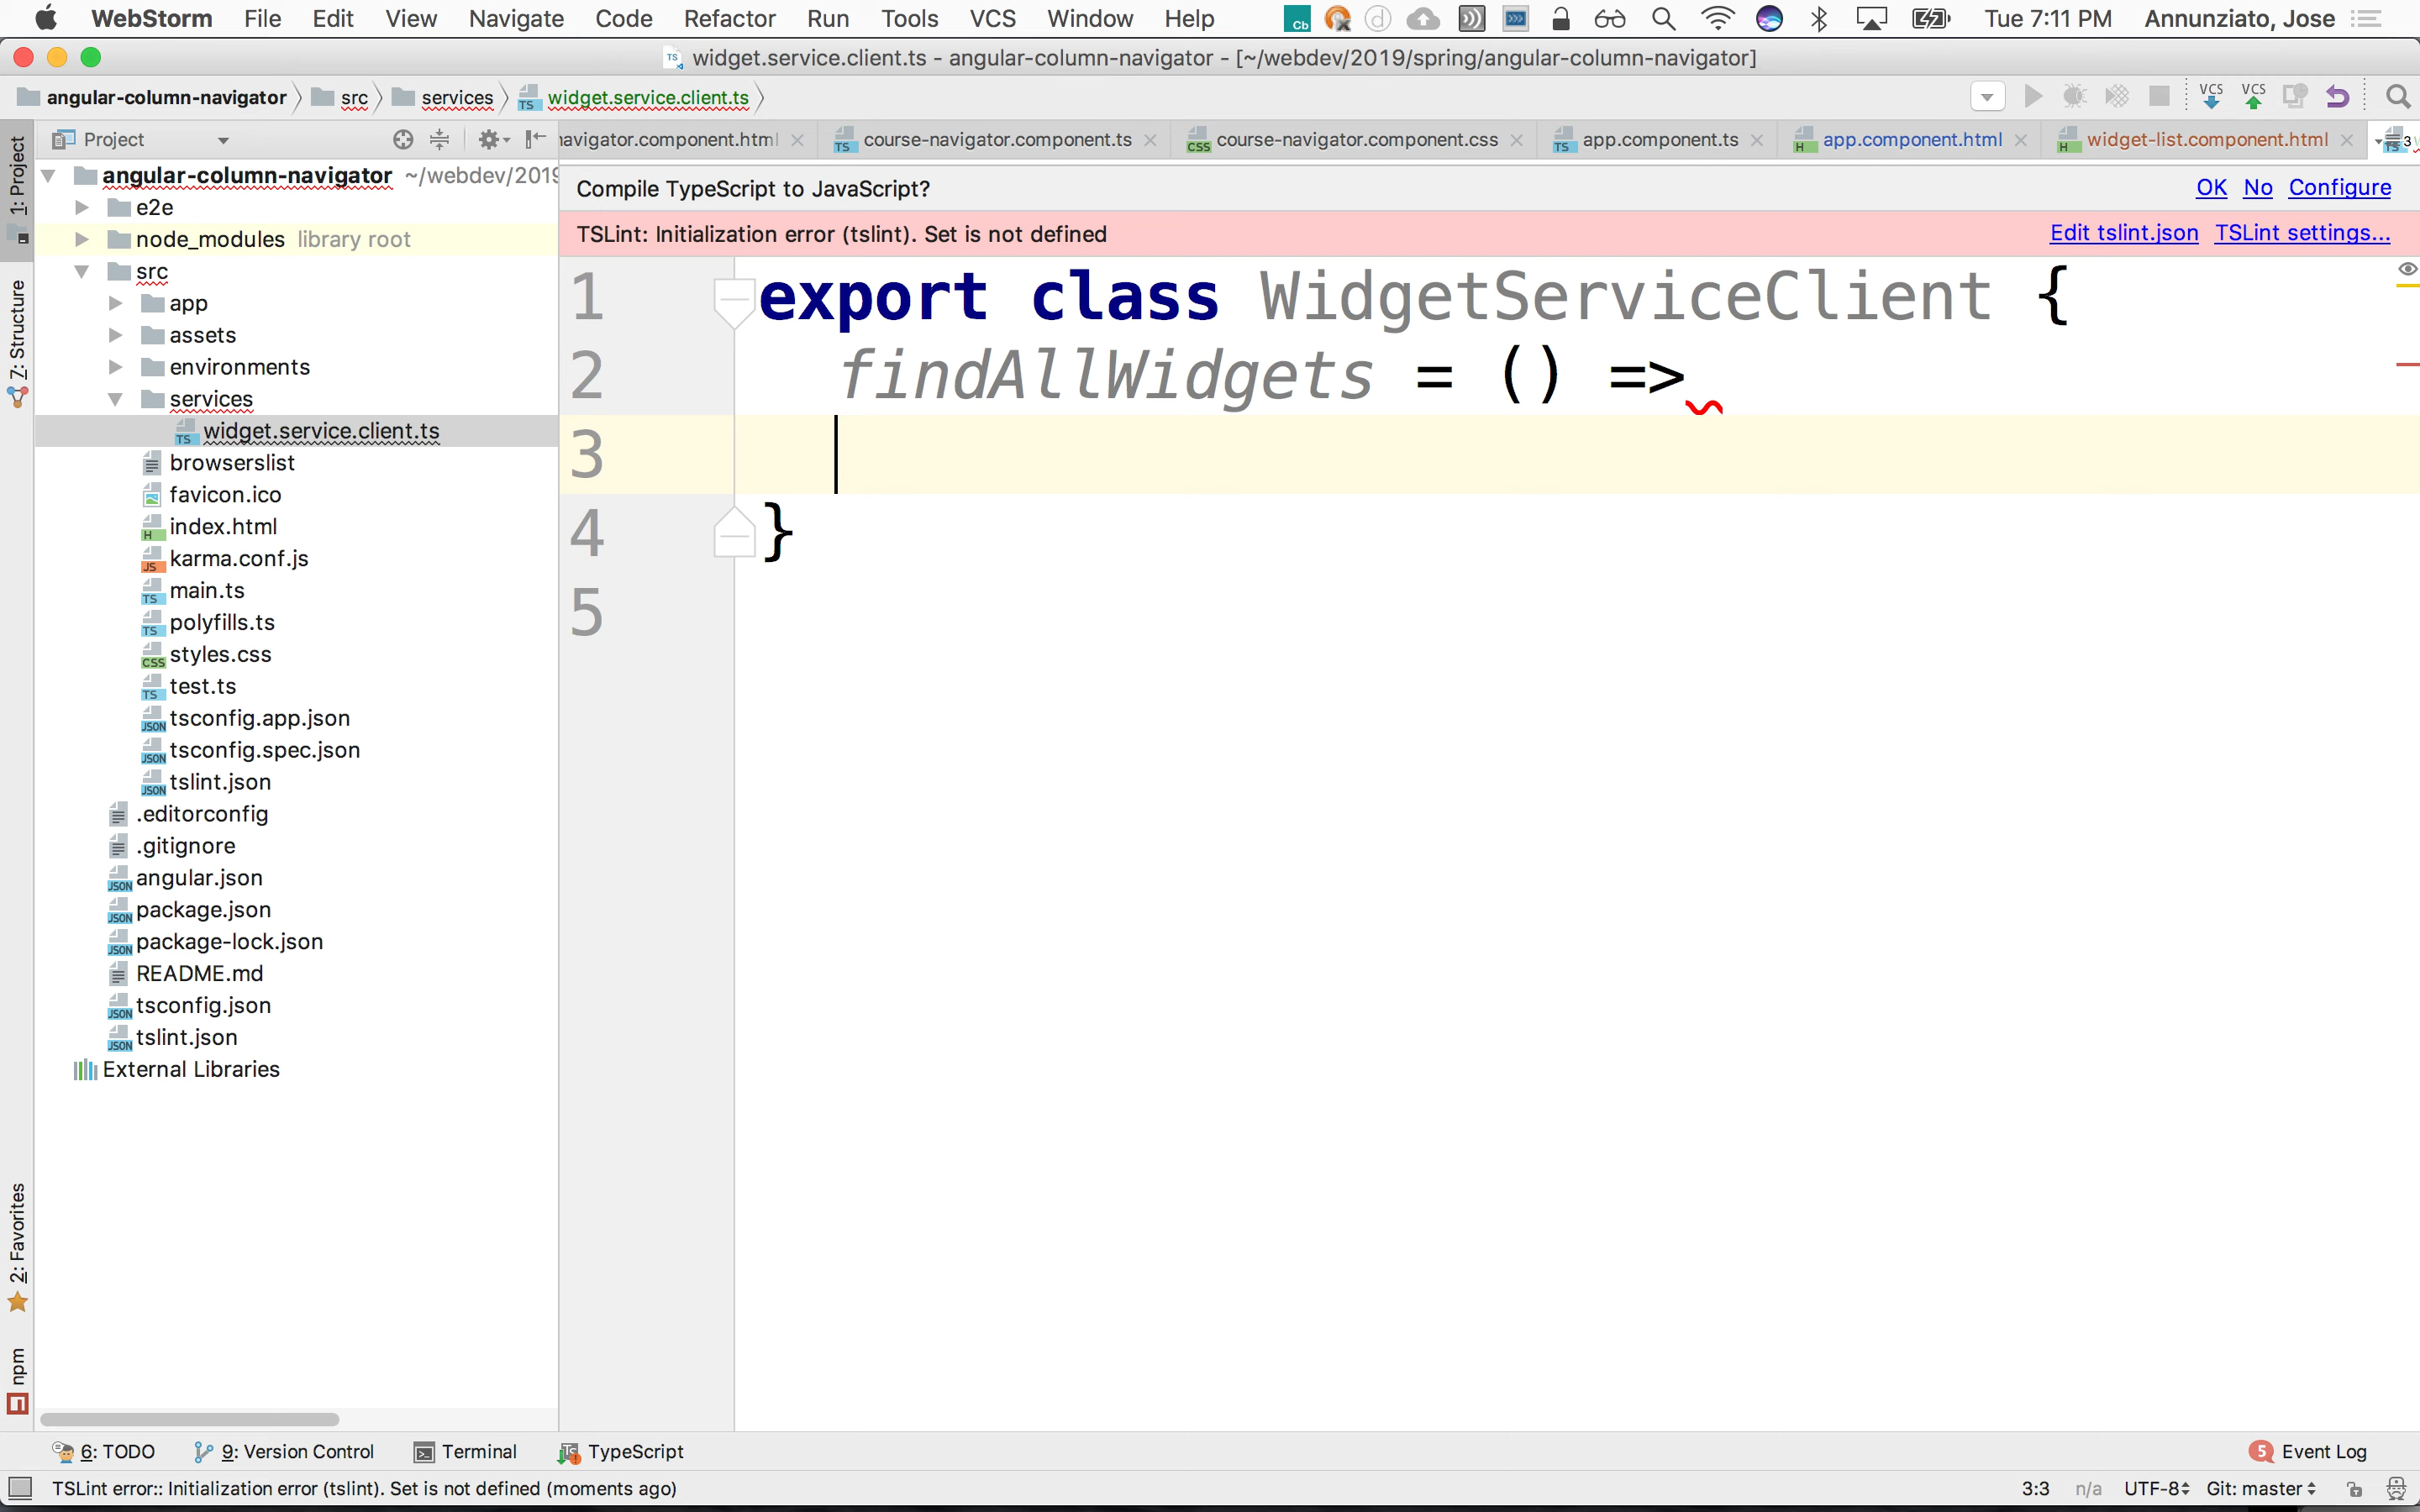 WebStorm File Edit View Navigate Code Refactor Run Tools VCS Window Help Cb Tue 7:11 PM Annunziato, Jose
widget.service.client.ts - angular-column-navigator - [~/webdev/2019/spring/angular-column-navigator]
angular-column-navigator src services widget.service.client.ts VCS VCS
Project avigator.component.html course-navigator.component.ts course-navigator.component.css app.component.ts app.component.html widget-list.component.html
1: Project
7: Structure
2: Favorites
npm
angular-column-navigator ~/webdev/2019
e2e
node_modules library root
src
app
assets
environments
services
widget.service.client.ts
browserslist
favicon.ico
index.html
karma.conf.js
main.ts
polyfills.ts
styles.css
test.ts
tsconfig.app.json
tsconfig.spec.json
tslint.json
.editorconfig
.gitignore
angular.json
package.json
package-lock.json
README.md
tsconfig.json
tslint.json
External Libraries
Compile TypeScript to JavaScript? OK No Configure
TSLint: Initialization error (tslint). Set is not defined Edit tslint.json TSLint settings...
1 export class WidgetServiceClient {
2 findAllWidgets = () =>
3
4 }
5
6: TODO 9: Version Control Terminal TypeScript 5 Event Log
TSLint error:: Initialization error (tslint). Set is not defined (moments ago) 3:3 n/a UTF-8 Git: master